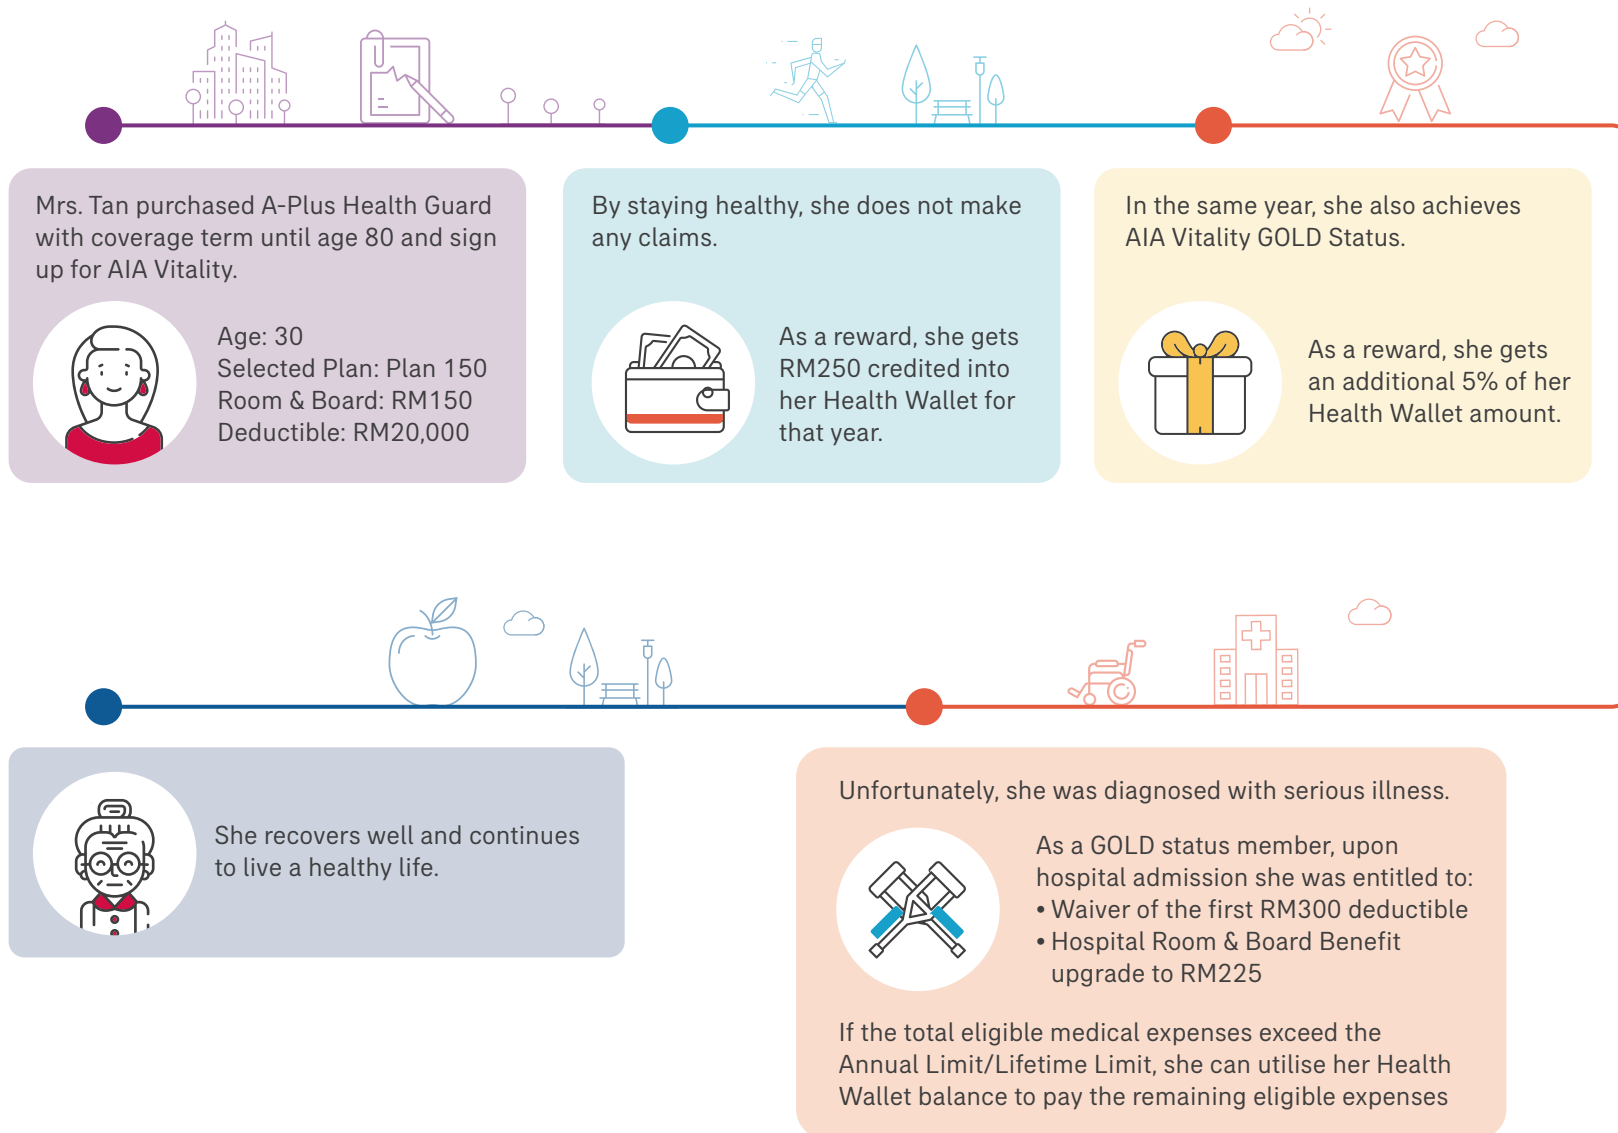 Mrs. Tan purchased A-Plus Health Guard
with coverage term until age 80 and sign
up for AIA Vitality.
Age: 30
Selected Plan: Plan 150
Room & Board: RM150
Deductible: RM20,000
By staying healthy, she does not make
any claims.
As a reward, she gets
RM250 credited into
her Health Wallet for
that year.
In the same year, she also achieves
AIA Vitality GOLD Status.
As a reward, she gets
an additional 5% of her
Health Wallet amount.
She recovers well and continues
to live a healthy life.
Unfortunately, she was diagnosed with serious illness.
As a GOLD status member, upon
hospital admission she was entitled to:
• Waiver of the first RM300 deductible
• Hospital Room & Board Benefit
upgrade to RM225
If the total eligible medical expenses exceed the
Annual Limit/Lifetime Limit, she can utilise her Health
Wallet balance to pay the remaining eligible expenses